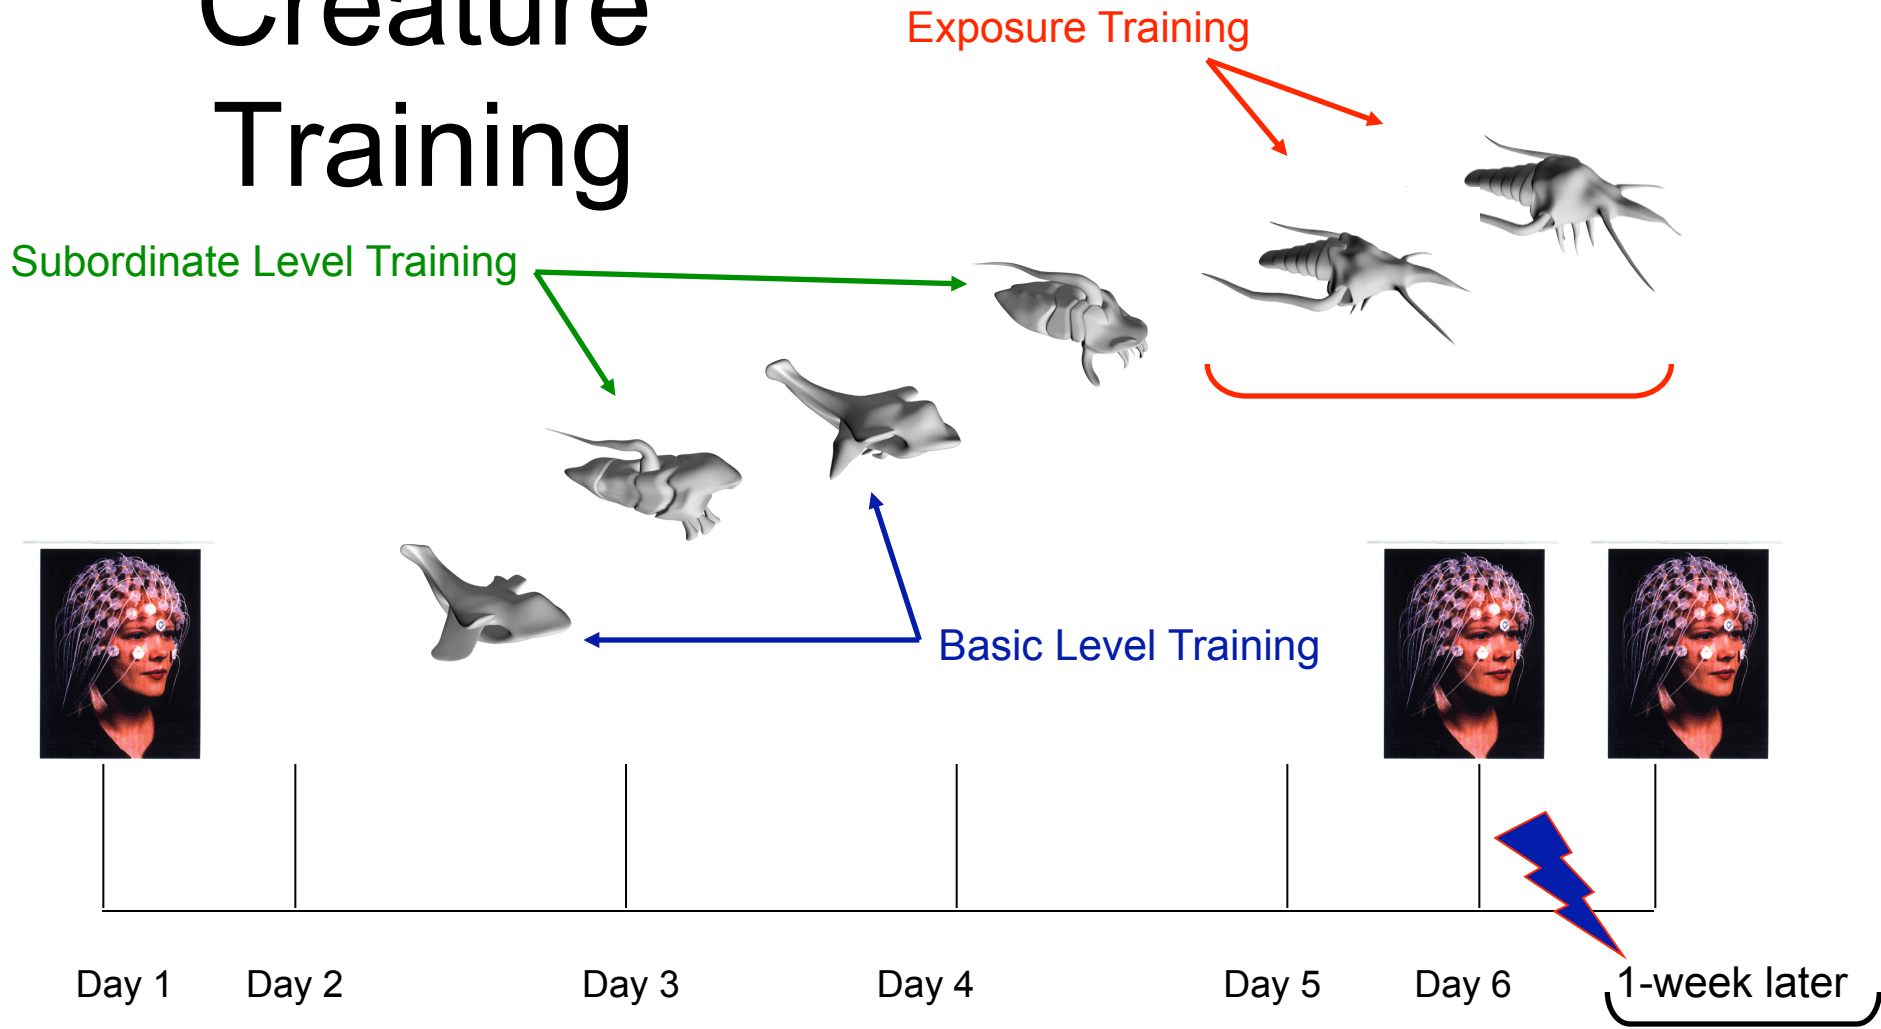 Creature
Training
Exposure Training
Subordinate Level Training
Basic Level Training
Day 1
Day 2
Day 3
Day 4
Day 5
Day 6
1-week later